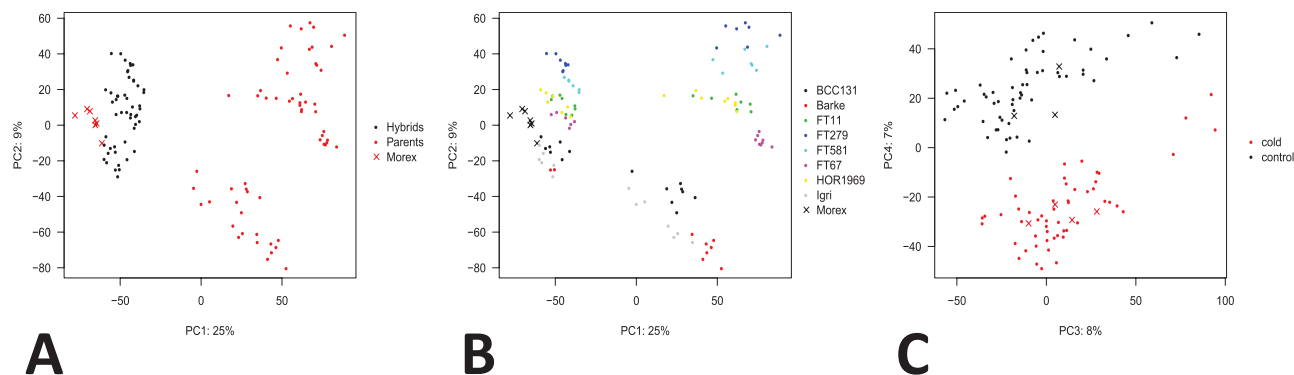 60
40
20
0
−20
−40
−60
−80
−50
0
50
PC2: 9%
PC1: 25%
Hybrids
Parents
Morex
A
60
40
20
0
−20
−40
−60
−80
−50
0
50
PC2: 9%
PC1: 25%
BCC131
Barke
FT11
FT279
FT581
FT67
HOR1969
Igri
Morex
B
40
20
0
−20
−40
−50
0
50
100
PC4: 7%
PC3: 8%
cold
control
C